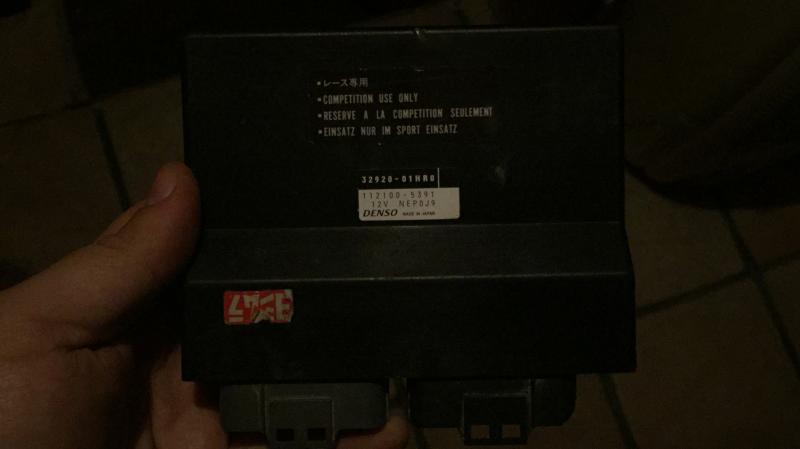 • レース専用
• COMPETITION USE ONLY
• RESERVE A LA COMPETITION SEULEMENT
• EINSATZ NUR IM SPORT EINSATZ
32920-01HR0
112100-5391
12V NEP0J9
DENSO MADE IN JAPAN